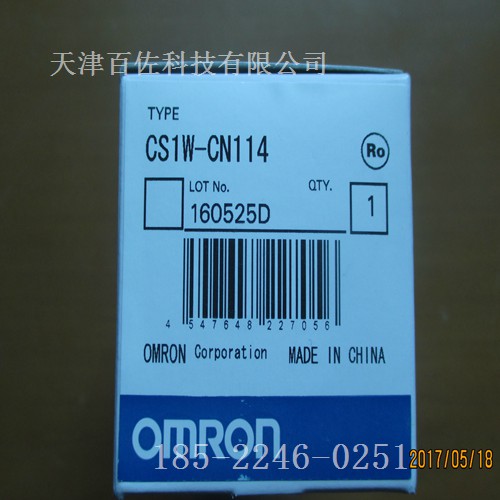 天津百佐科技有限公司
TYPE
CS1W-CN114
Ro
LOT No.
QTY.
160525D
1
4 547648 227056
OMRON Corporation MADE IN CHINA
OMRON
185-2246-0251
2017/05/18